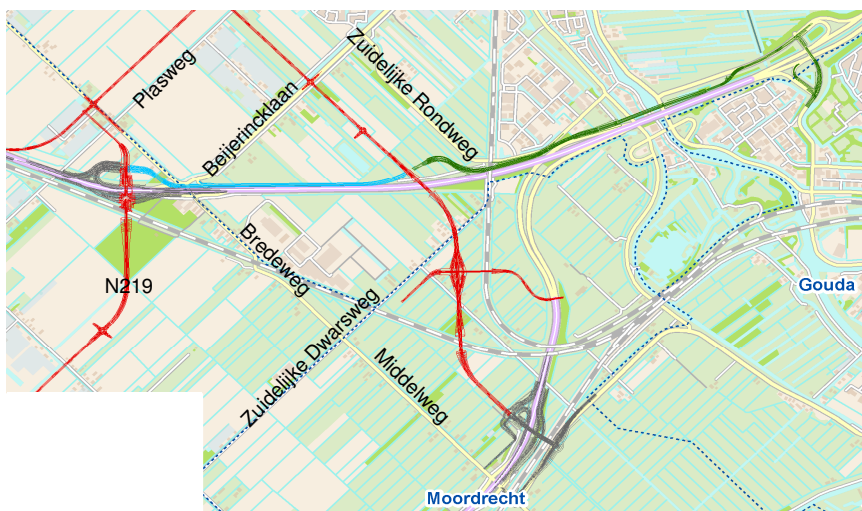 Plasweg
Zuidelijke Rondweg
Beijerincklaan
Bredeweg
N219
Gouda
Zuidelijke Dwarsweg
Middelweg
Moordrecht